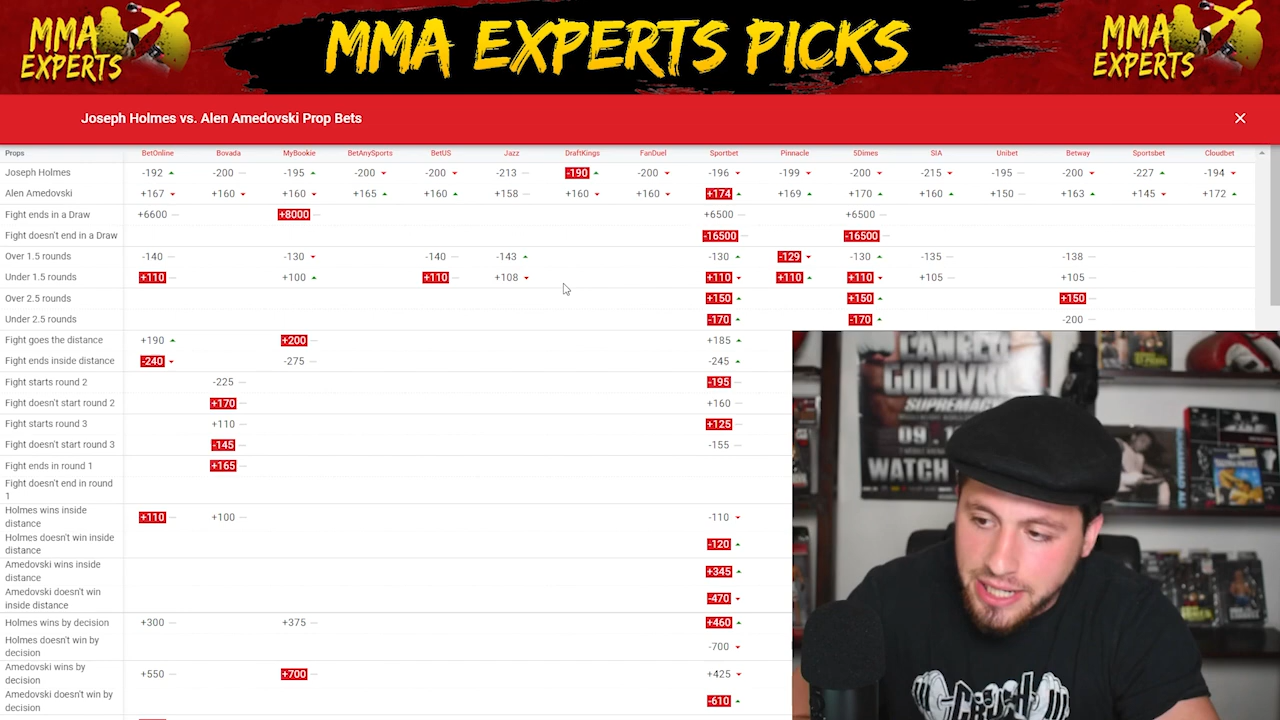 MMA EXPERTS
MMA EXPERTS PICKS
MMA EXPERTS
Joseph Holmes vs. Alen Amedovski Prop Bets
Props BetOnline Bovada MyBookie BetAnySports BetUS Jazz DraftKings FanDuel Sportbet Pinnacle 5Dimes SIA Unibet Betway Sportsbet Cloudbet
Joseph Holmes -192 -200 -195 -200 -200 -213 -190 -200 -196 -199 -200 -215 -195 -200 -227 -194
Alen Amedovski +167 +160 +160 +165 +160 +158 +160 +160 +174 +169 +170 +160 +150 +163 +145 +172
Fight ends in a Draw +6600 +8000 +6500 +6500
Fight doesn't end in a Draw -16500 -16500
Over 1.5 rounds -140 -130 -140 -143 -130 -129 -130 -135 -138
Under 1.5 rounds +110 +100 +110 +108 +110 +110 +110 +105 +105
Over 2.5 rounds +150 +150 +150
Under 2.5 rounds -170 -170 -200
Fight goes the distance +190 +200 +185
Fight ends inside distance -240 -275 -245
Fight starts round 2 -225 -195
Fight doesn't start round 2 +170 +160
Fight starts round 3 +110 +125
Fight doesn't start round 3 -145 -155
Fight ends in round 1 +165
Fight doesn't end in round
1
Holmes wins inside
distance +110 +100 -110
Holmes doesn't win inside
distance -120
Amedovski wins inside
distance +345
Amedovski doesn't win
inside distance -470
Holmes wins by decision +300 +375 +460
Holmes doesn't win by
decision -700
Amedovski wins by
decision +550 +700 +425
Amedovski doesn't win by
decision -610
CANELO
GOLOVKIN
SUPREMACY
09
WATCH